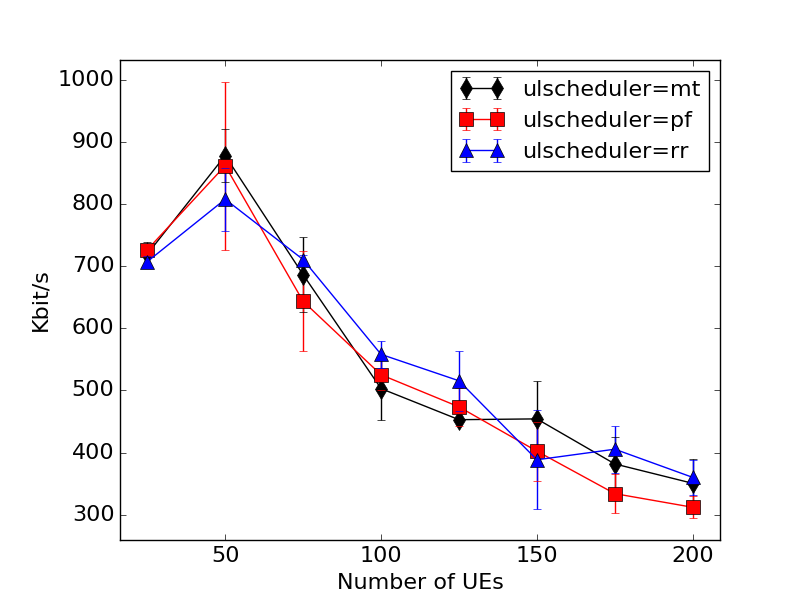 1000
900
800
700
600
500
400
300
Kbit/s
ulscheduler=mt
ulscheduler=pf
ulscheduler=rr
50 100 150 200
Number of UEs